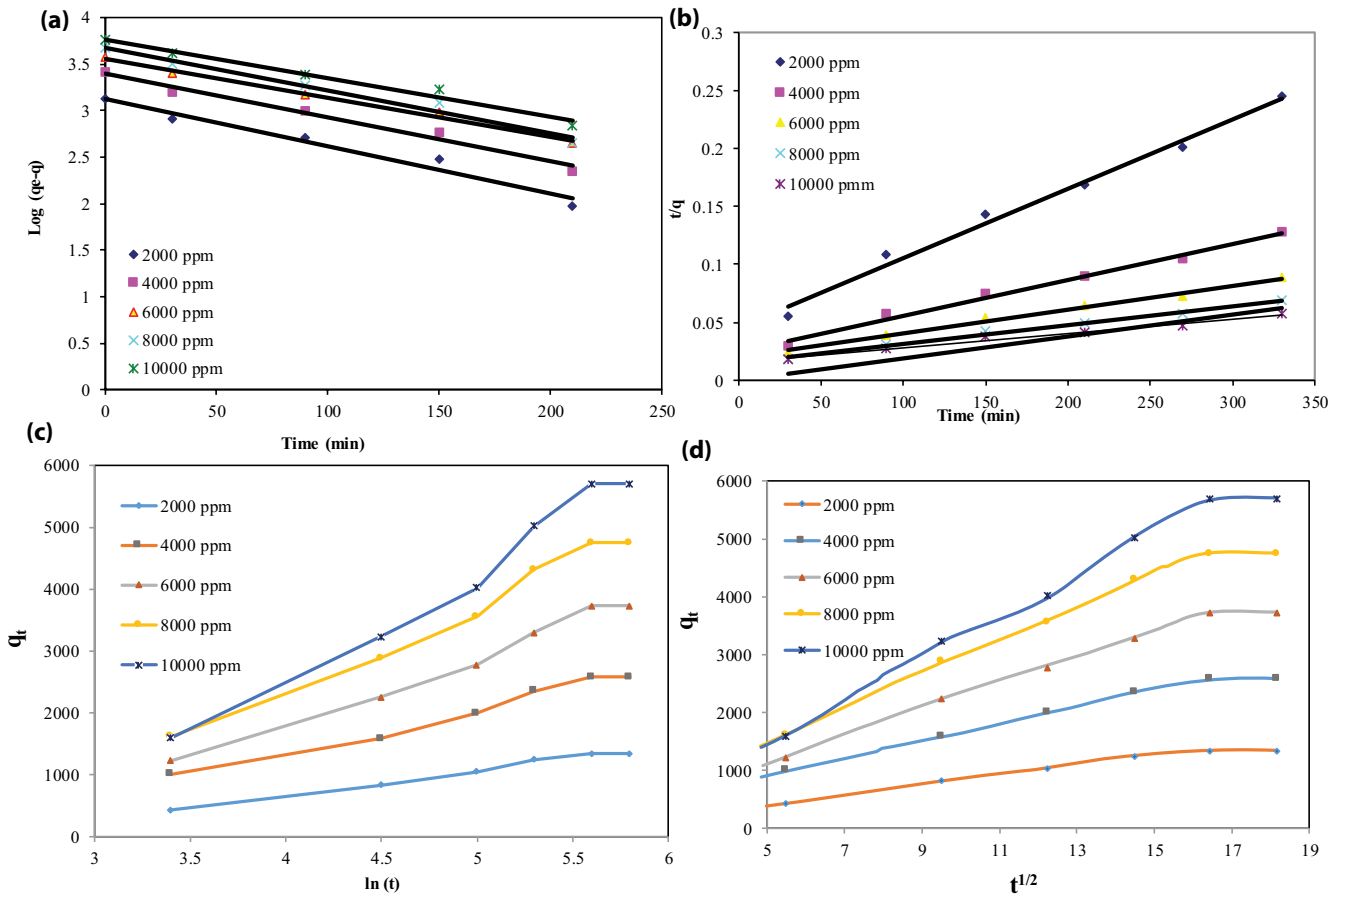 (a)
4
3.5
3
2.5
2
1.5
1
0.5
0
Log (qe-q)
2000 ppm
4000 ppm
6000 ppm
8000 ppm
10000 ppm
0 50 100 150 200 250
Time (min)
(b)
0.3
0.25
0.2
0.15
0.1
0.05
0
t/q
2000 ppm
4000 ppm
6000 ppm
8000 ppm
10000 pmm
0 50 100 150 200 250 300 350
Time (min)
(c)
6000
5000
4000
3000
2000
1000
0
qt
2000 ppm
4000 ppm
6000 ppm
8000 ppm
10000 ppm
3 3.5 4 4.5 5 5.5 6
ln (t)
(d)
6000
5000
4000
3000
2000
1000
0
qt
2000 ppm
4000 ppm
6000 ppm
8000 ppm
10000 ppm
5 7 9 11 13 15 17 19
t1/2